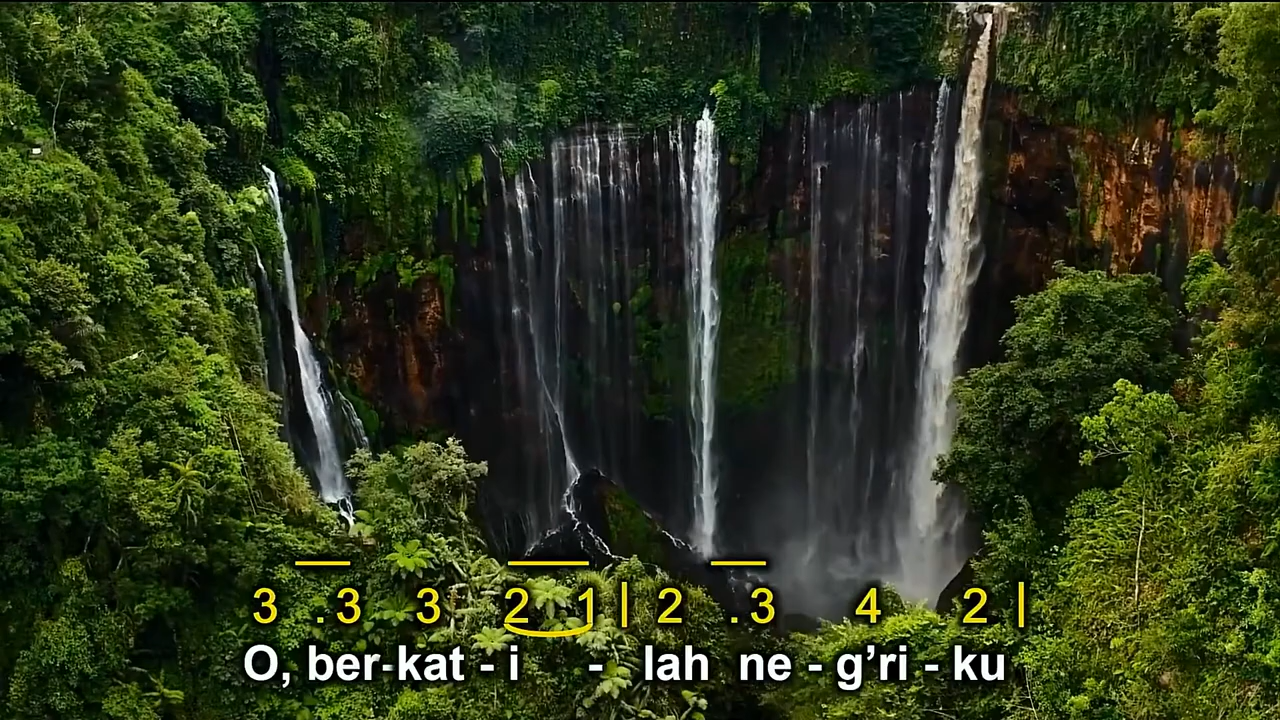 3 .3 3 2 1 | 2 .3 4 2 |
O, ber-kat - i - lah ne - g’ri - ku